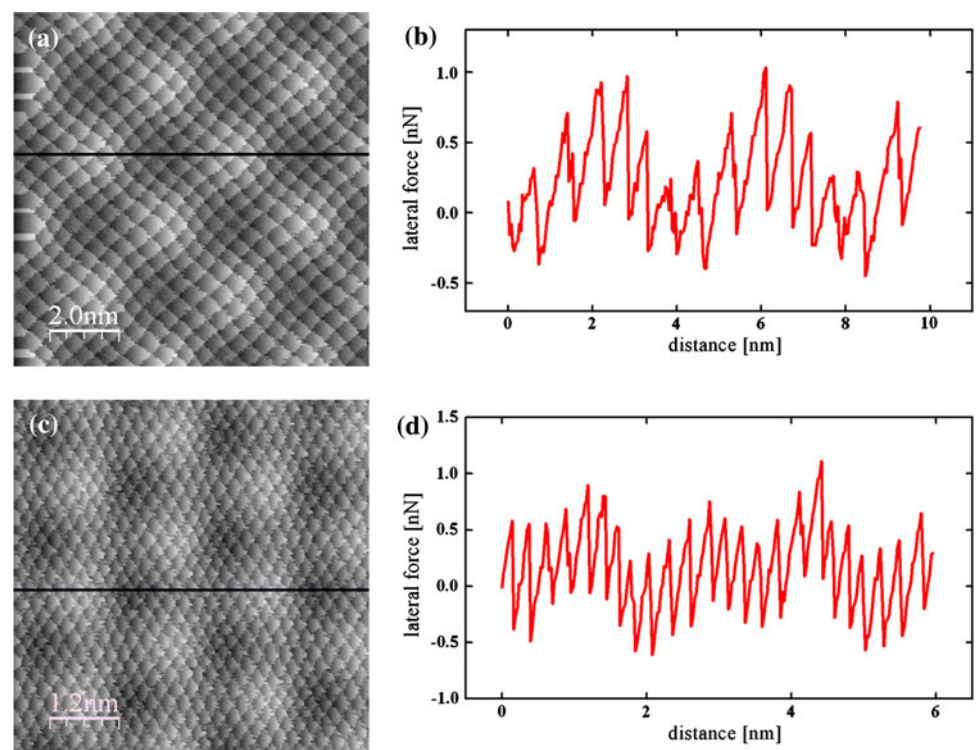 (a)
2.0nm
(b)
lateral force [nN]
1.0
0.5
0.0
-0.5
0 2 4 6 8 10
distance [nm]
(c)
1.2nm
(d)
lateral force [nN]
1.5
1.0
0.5
0.0
-0.5
-1.0
0 2 4 6
distance [nm]